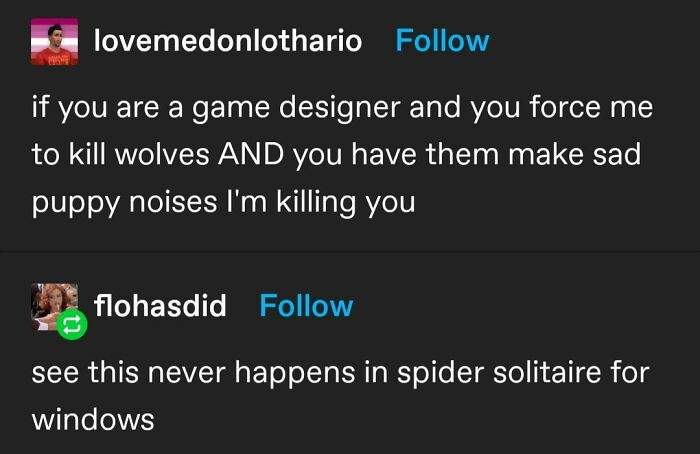 lovemedonlothario Follow
if you are a game designer and you force me
to kill wolves AND you have them make sad
puppy noises I'm killing you
flohasdid Follow
see this never happens in spider solitaire for
windows